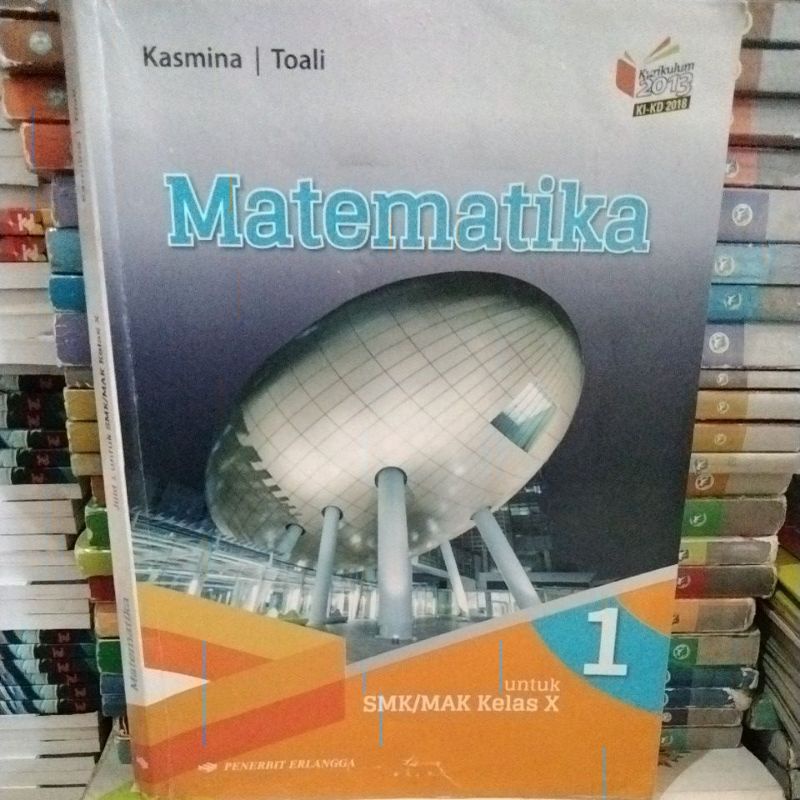 Kasmina | Toali
Kurikulum
2013
KI-KD 2018
Matematika
1
untuk
SMK/MAK Kelas X
PENERBIT ERLANGGA
Matematika
Jilid 1 untuk SMK/MAK Kelas X